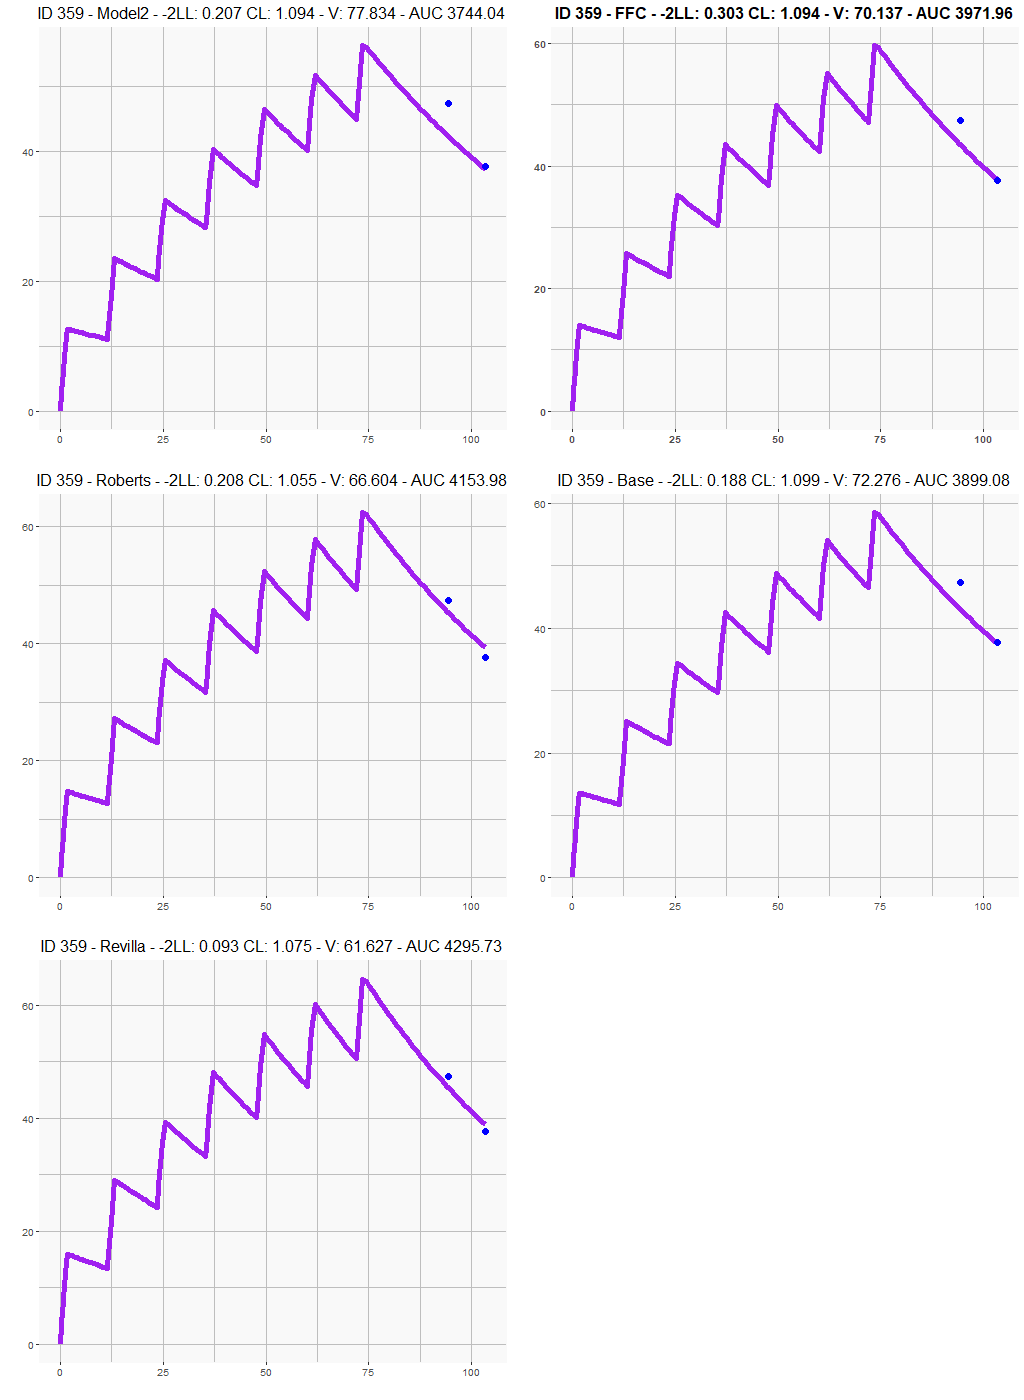 ID 359 - Model2 - -2LL: 0.207 CL: 1.094 - V: 77.834 - AUC 3744.04
40
20
0
0 25 50 75 100
ID 359 - FFC - -2LL: 0.303 CL: 1.094 - V: 70.137 - AUC 3971.96
60
40
20
0
0 25 50 75 100
ID 359 - Roberts - -2LL: 0.208 CL: 1.055 - V: 66.604 - AUC 4153.98
60
40
20
0
0 25 50 75 100
ID 359 - Base - -2LL: 0.188 CL: 1.099 - V: 72.276 - AUC 3899.08
60
40
20
0
0 25 50 75 100
ID 359 - Revilla - -2LL: 0.093 CL: 1.075 - V: 61.627 - AUC 4295.73
60
40
20
0
0 25 50 75 100